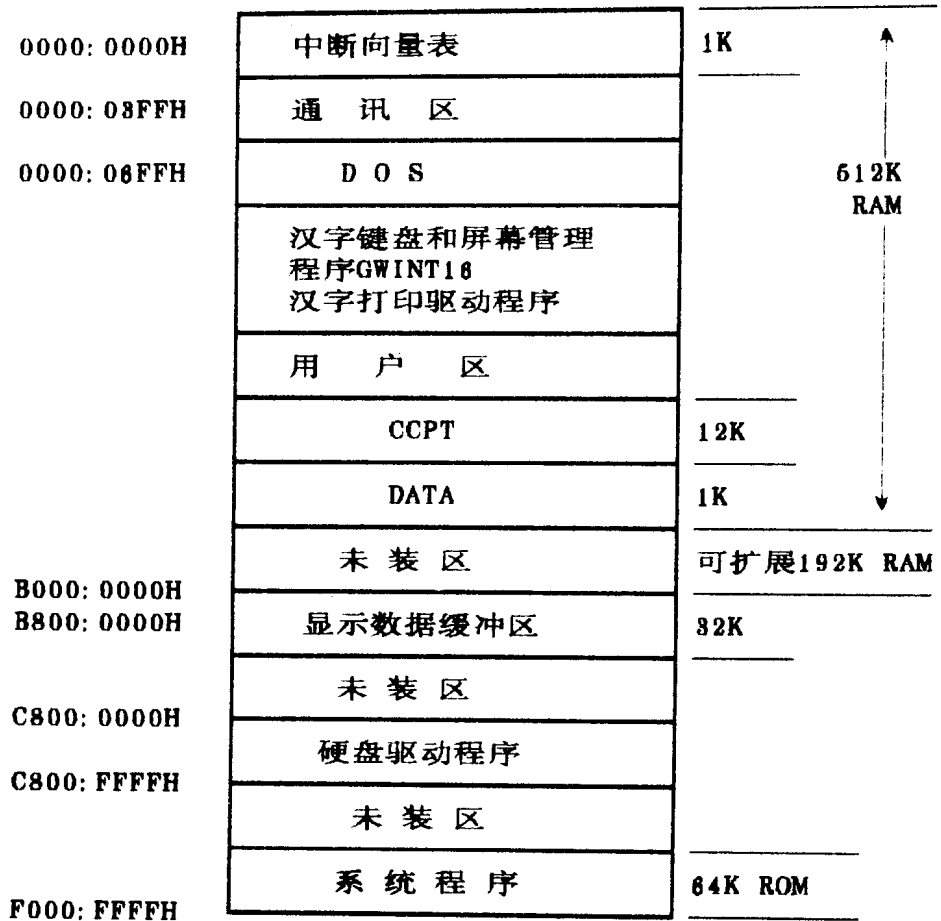 0000: 0000H 中断向量表 1K
0000: 03FFH 通 讯 区
0000: 06FFH D O S 512K
RAM
汉字键盘和屏幕管理
程序GWINT16
汉字打印驱动程序
用 户 区
CCPT 12K
DATA 1K
未 装 区 可扩展192K RAM
B000: 0000H
B800: 0000H 显示数据缓冲区 32K
未 装 区
C800: 0000H
硬盘驱动程序
C800: FFFFH
未 装 区
系 统 程 序 64K ROM
F000: FFFFH